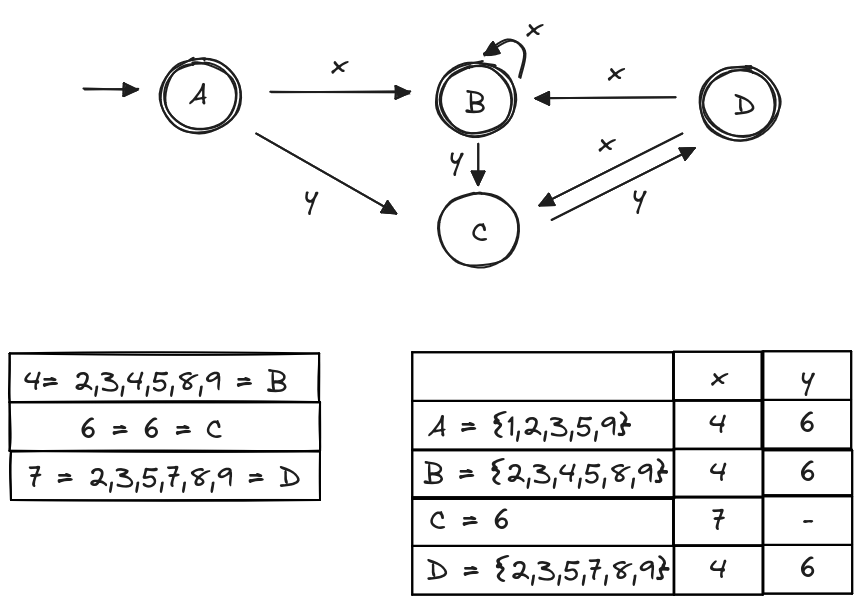 x
x
x
A
B
D
x
y
y
y
C
4= 2,3,4,5,8,9 = B
6 = 6 = C
7 = 2,3,5,7,8,9 = D
x y
A = {1,2,3,5,9} 4 6
B = {2,3,4,5,8,9} 4 6
C = 6 7 -
D = {2,3,5,7,8,9} 4 6